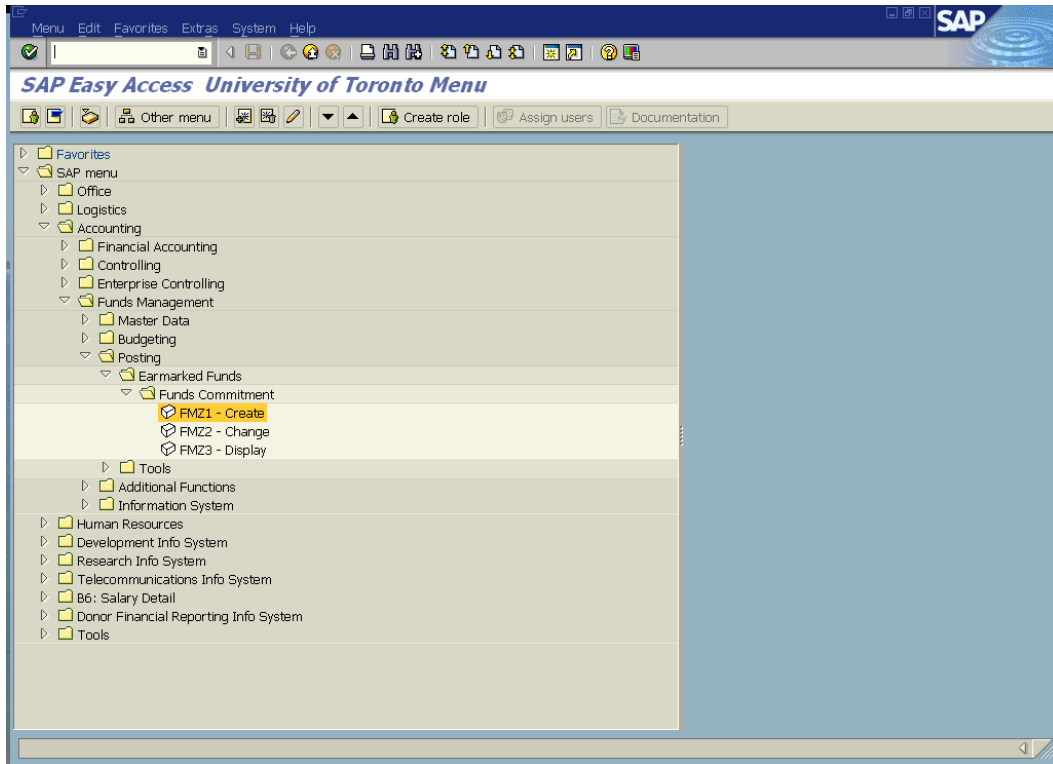 Menu Edit Favorites Extras System Help
SAP
SAP Easy Access University of Toronto Menu
Other menu Create role Assign users Documentation
Favorites
SAP menu
Office
Logistics
Accounting
Financial Accounting
Controlling
Enterprise Controlling
Funds Management
Master Data
Budgeting
Posting
Earmarked Funds
Funds Commitment
FMZ1 - Create
FMZ2 - Change
FMZ3 - Display
Tools
Additional Functions
Information System
Human Resources
Development Info System
Research Info System
Telecommunications Info System
B6: Salary Detail
Donor Financial Reporting Info System
Tools